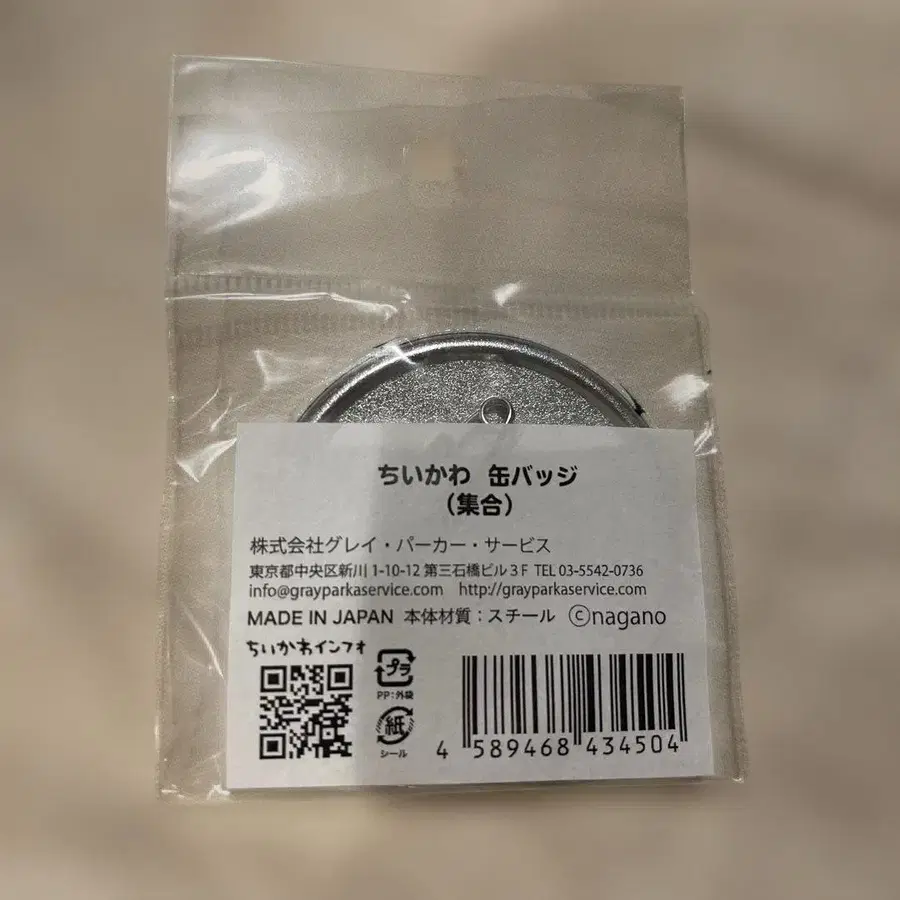 ちいかわ 缶バッジ
(集合)
株式会社グレイ・パーカー・サービス
東京都中央区新川 1-10-12 第三石橋ビル 3 F TEL 03-5542-0736
info@grayparkaservice.com http://grayparkaservice.com
MADE IN JAPAN 本体材質:スチール ©nagano
ちいかわインフォ
プラ
PP:外袋
紙
シール
4 589468 434504